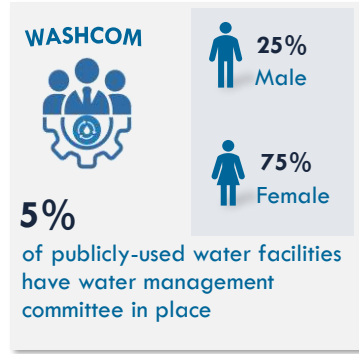 WASHCOM
25%
Male
75%
Female
5%
of publicly-used water facilities
have water management
committee in place